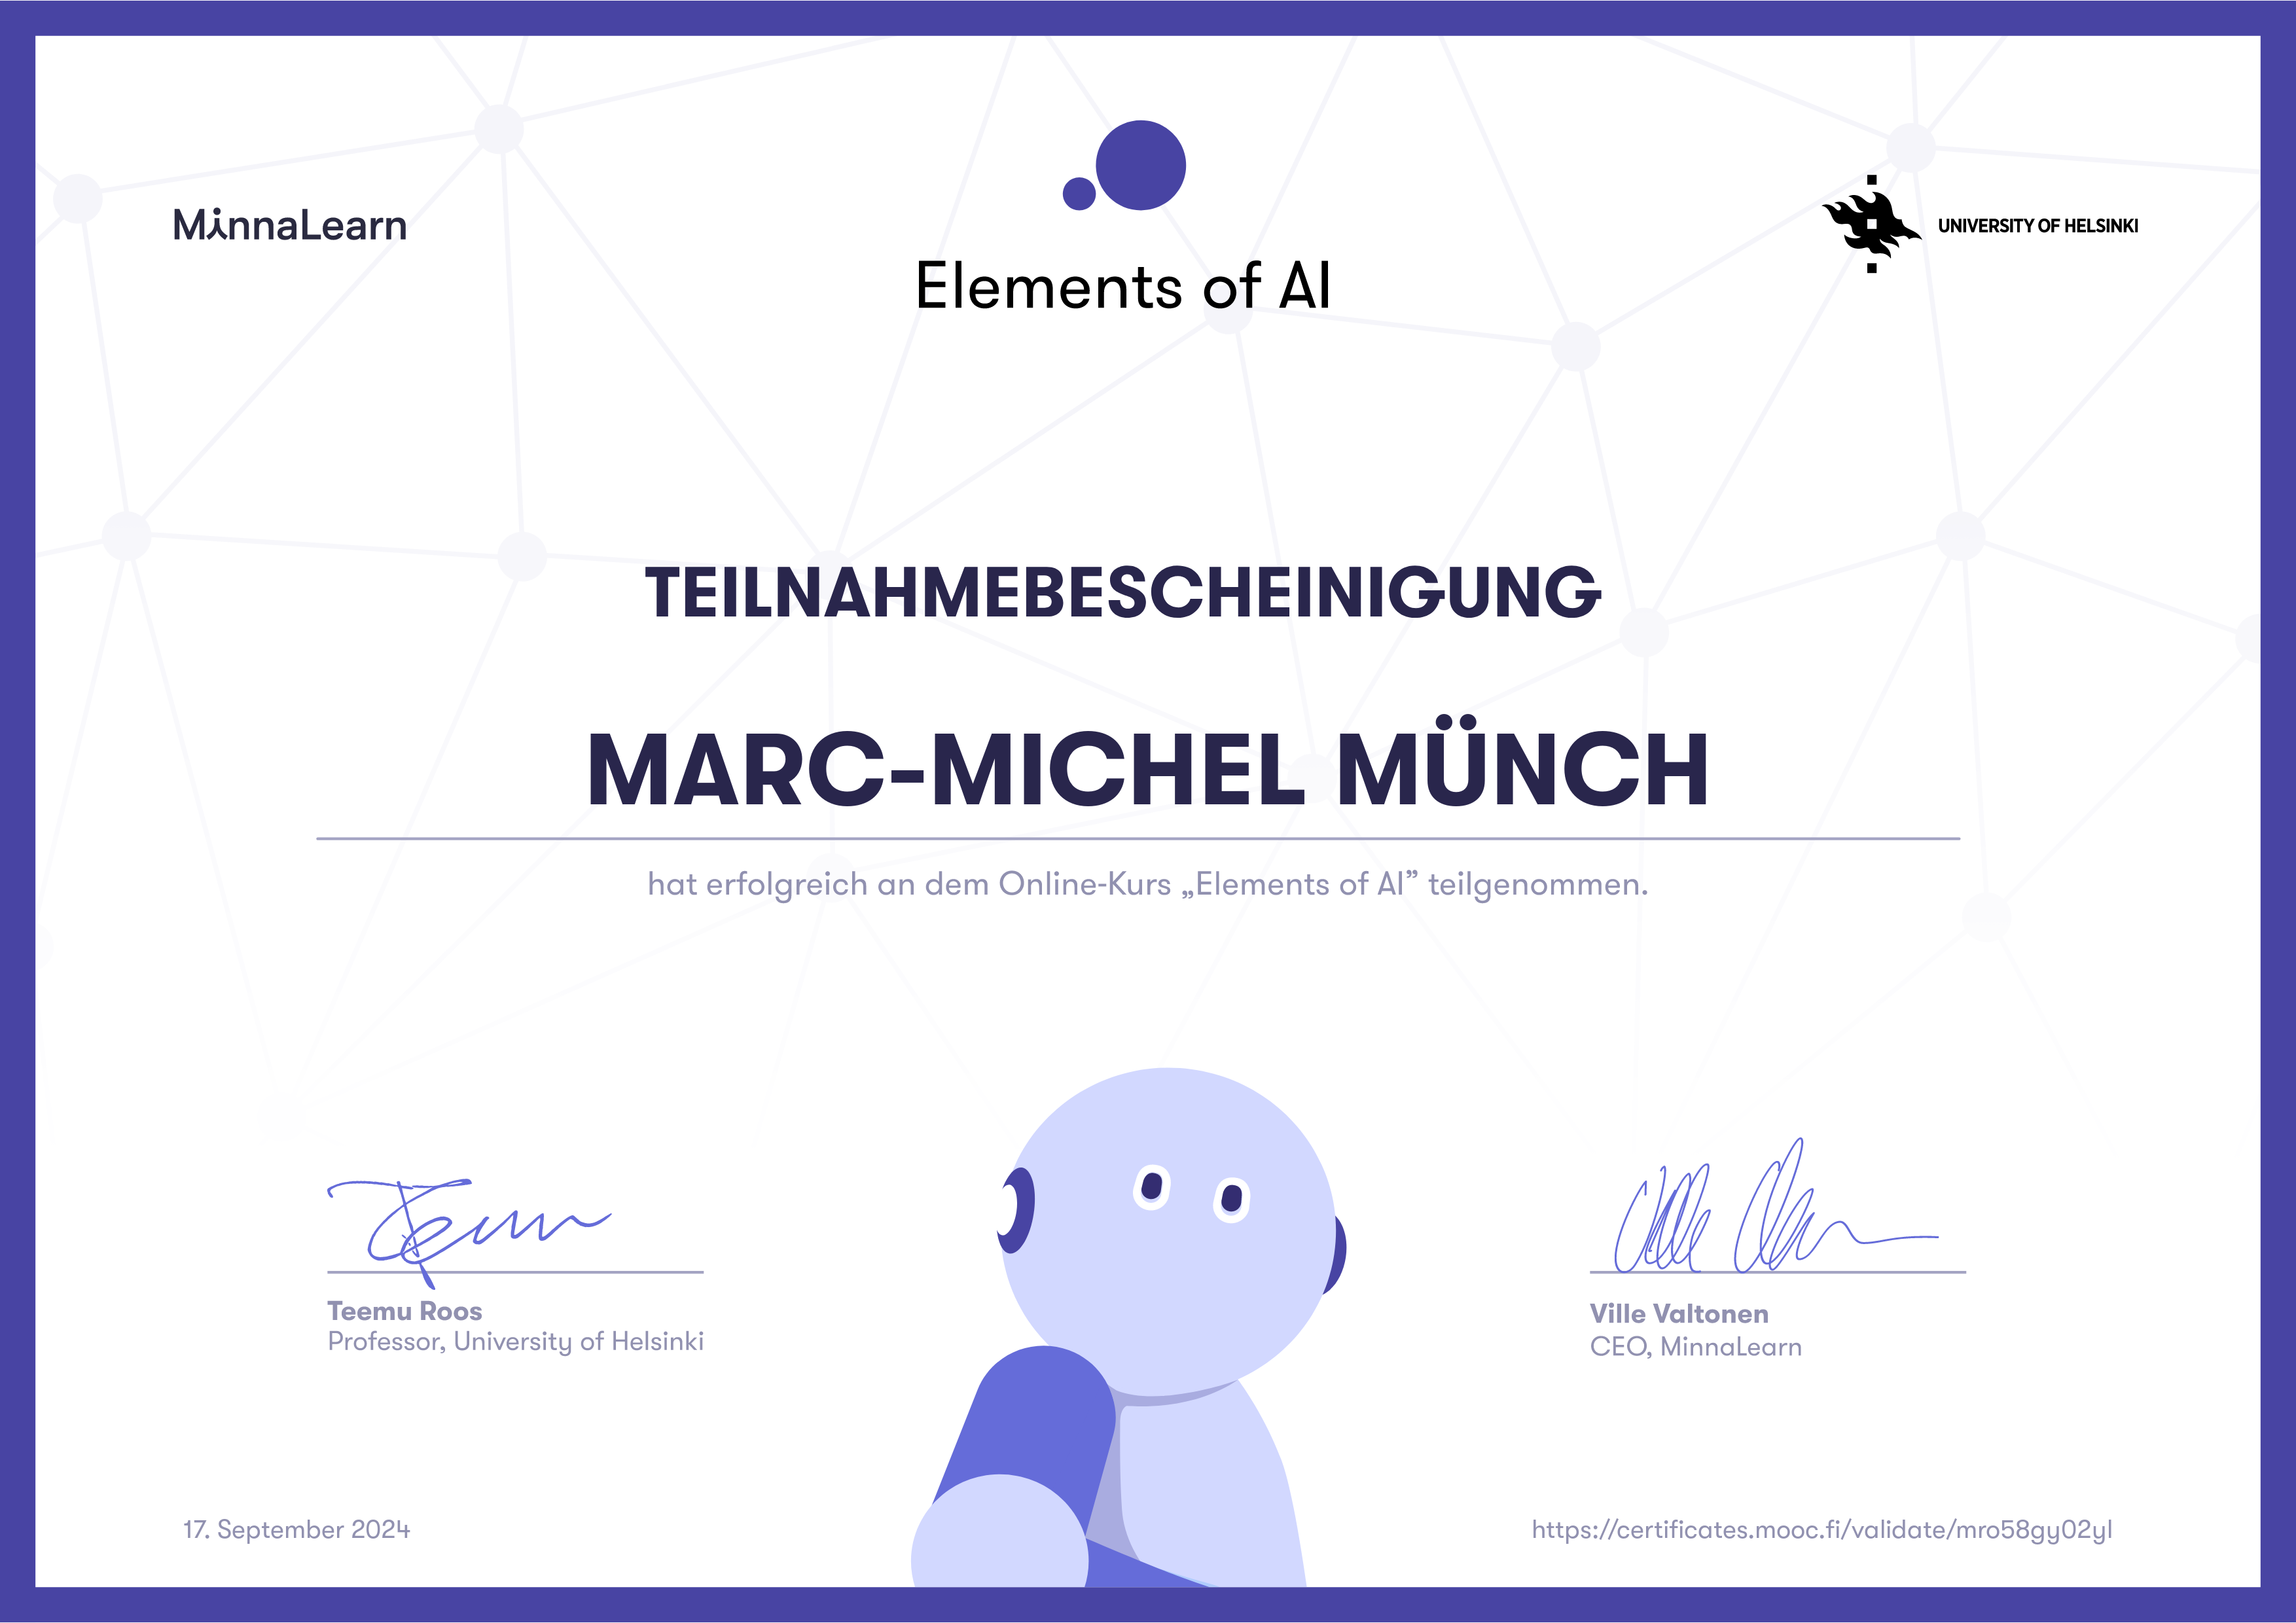 MinnaLearn
Elements of AI
UNIVERSITY OF HELSINKI
TEILNAHMEBESCHEINIGUNG
MARC-MICHEL MÜNCH
hat erfolgreich an dem Online-Kurs „Elements of AI” teilgenommen.
Teemu Roos
Professor, University of Helsinki
Ville Valtonen
CEO, MinnaLearn
17. September 2024
https://certificates.mooc.fi/validate/mro58gy02yl